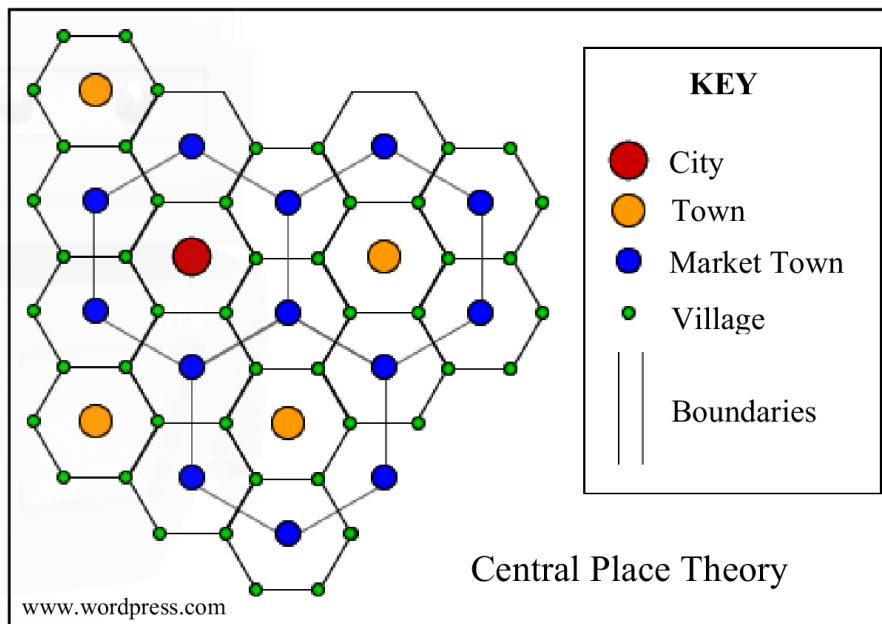 KEY
City
Town
Market Town
Village
Boundaries
Central Place Theory
www.wordpress.com